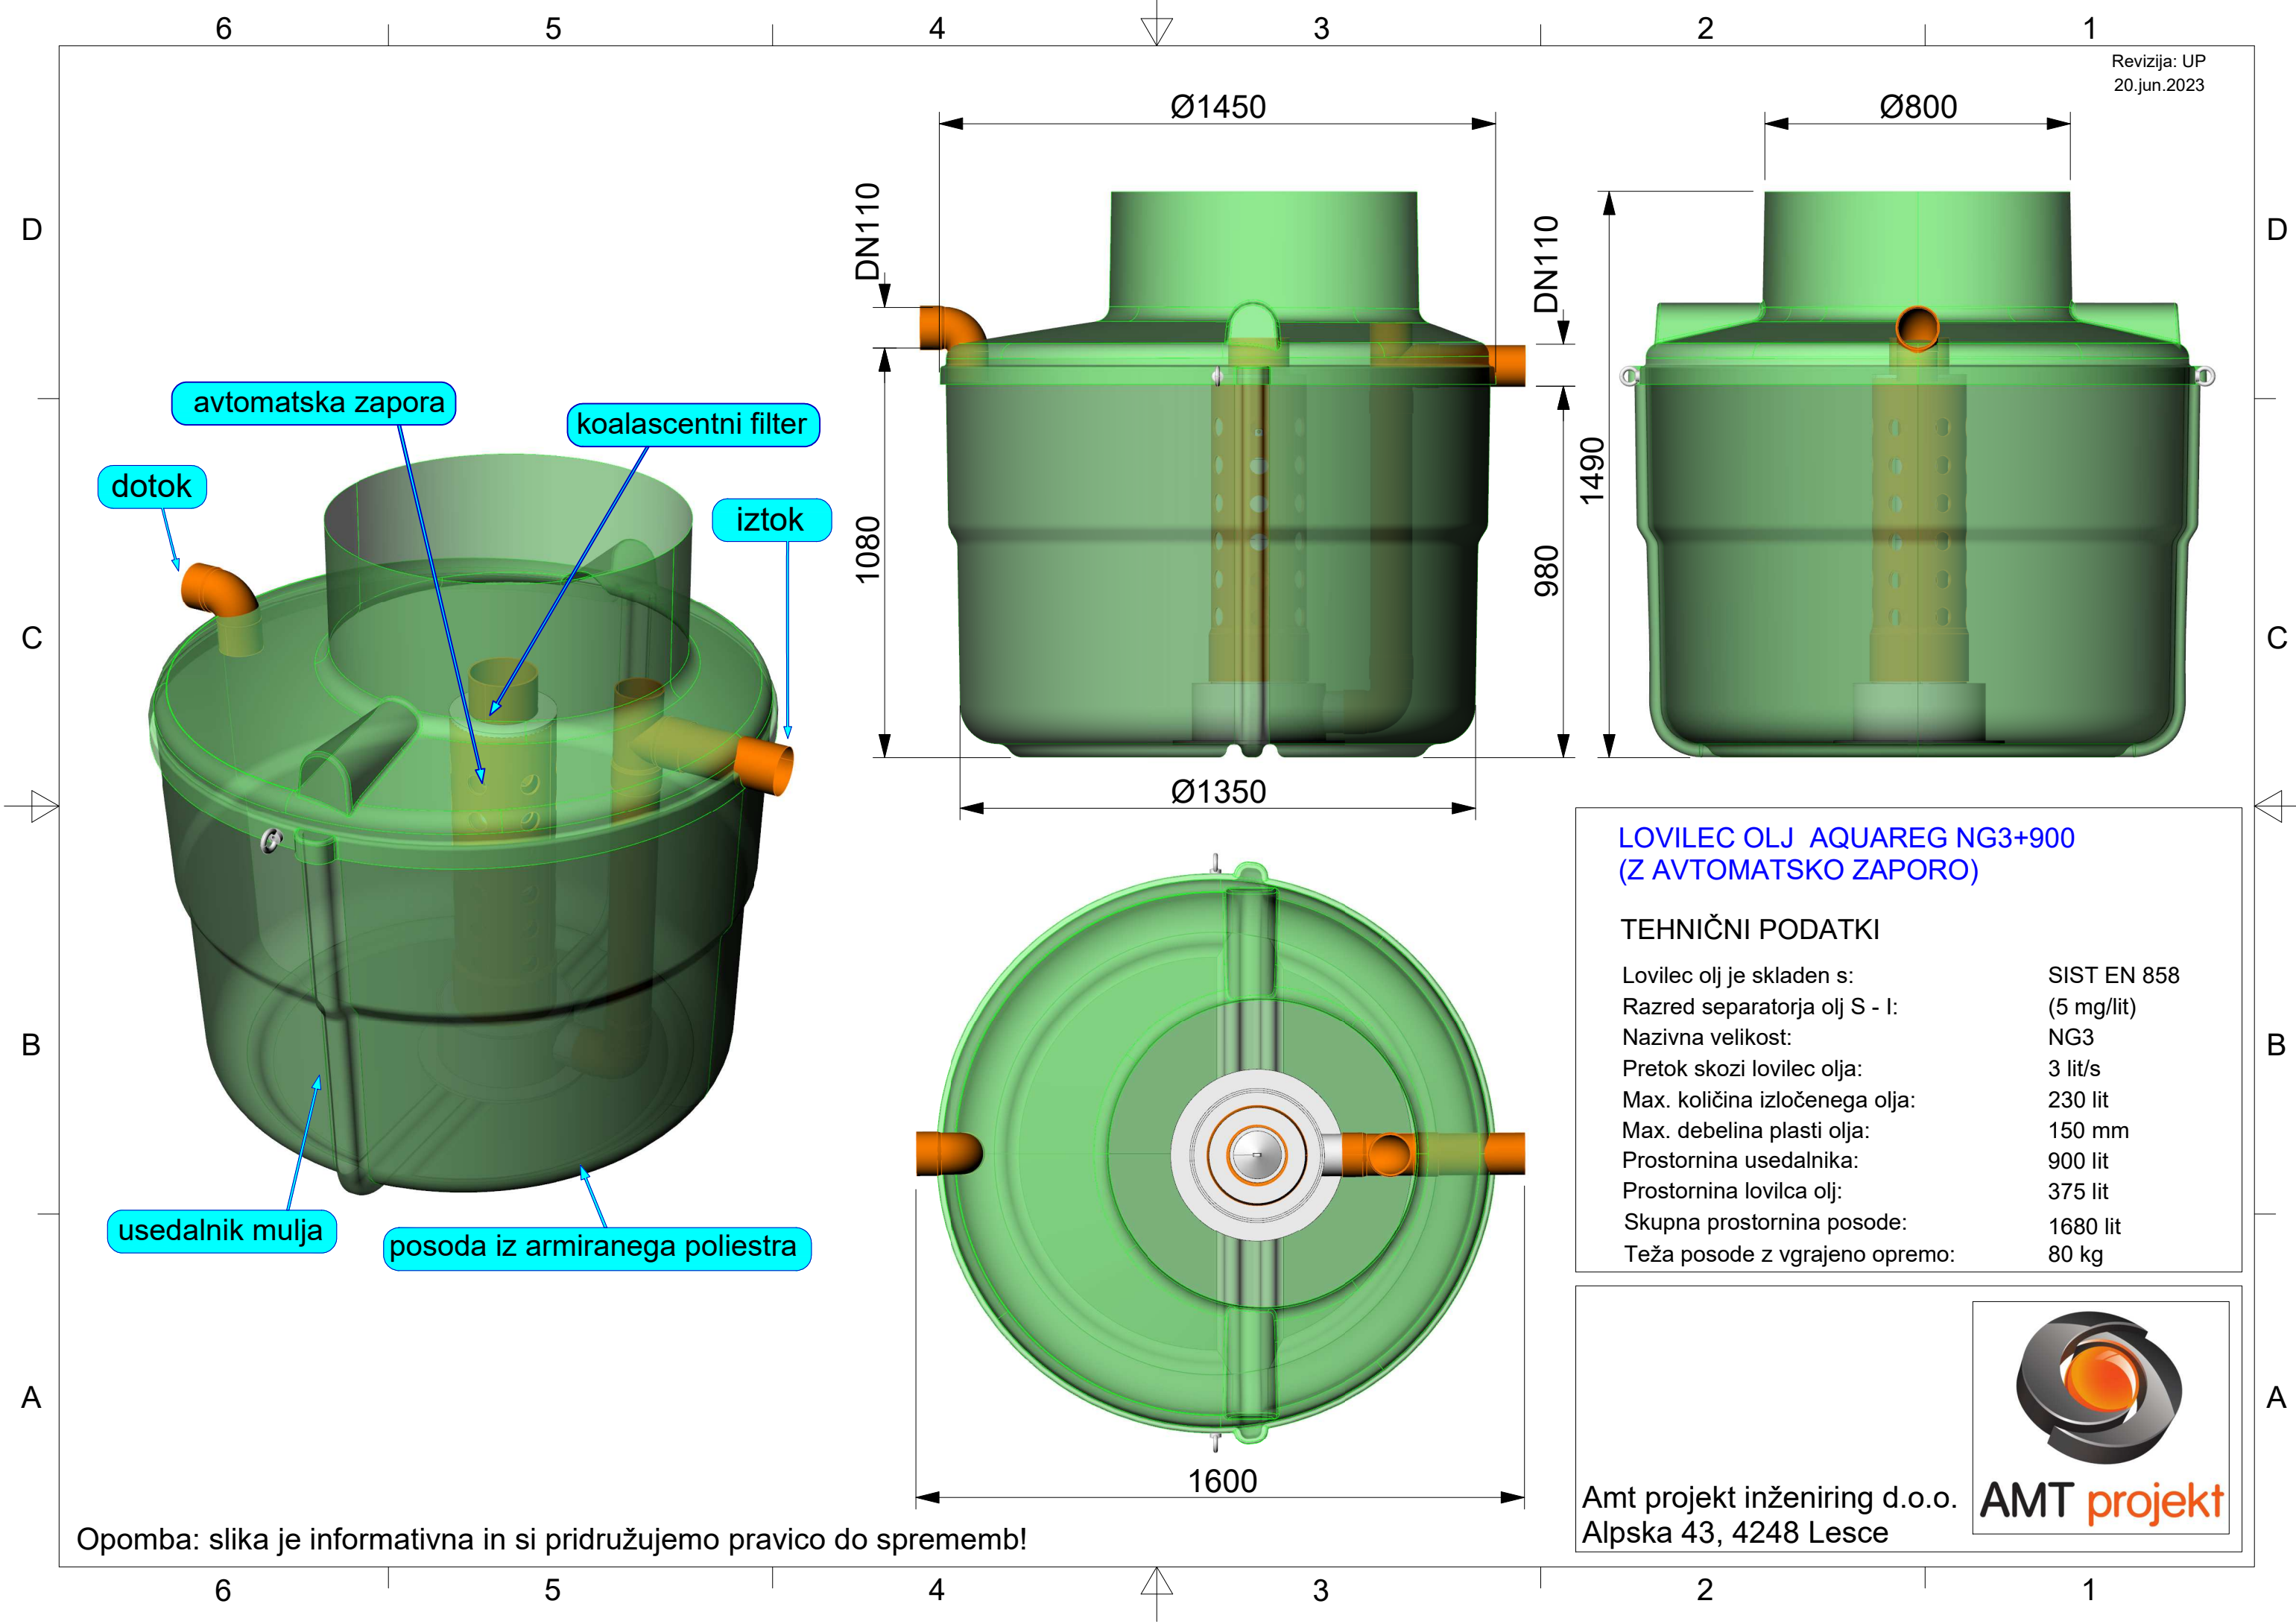 6 5 4 3 2 1
Revizija: UP
20.jun.2023
D
D
C
C
B
B
A
A
Ø1450
Ø800
DN110
DN110
1080
980
1490
Ø1350
1600
avtomatska zapora
koalascentni filter
dotok
iztok
usedalnik mulja
posoda iz armiranega poliestra
LOVILEC OLJ AQUAREG NG3+900
(Z AVTOMATSKO ZAPORO)
TEHNIČNI PODATKI
Lovilec olj je skladen s: SIST EN 858
Razred separatorja olj S - I: (5 mg/lit)
Nazivna velikost: NG3
Pretok skozi lovilec olja: 3 lit/s
Max. količina izločenega olja: 230 lit
Max. debelina plasti olja: 150 mm
Prostornina usedalnika: 900 lit
Prostornina lovilca olj: 375 lit
Skupna prostornina posode: 1680 lit
Teža posode z vgrajeno opremo: 80 kg
Amt projekt inženiring d.o.o.
Alpska 43, 4248 Lesce
AMT projekt
Opomba: slika je informativna in si pridružujemo pravico do sprememb!
6 5 4 3 2 1